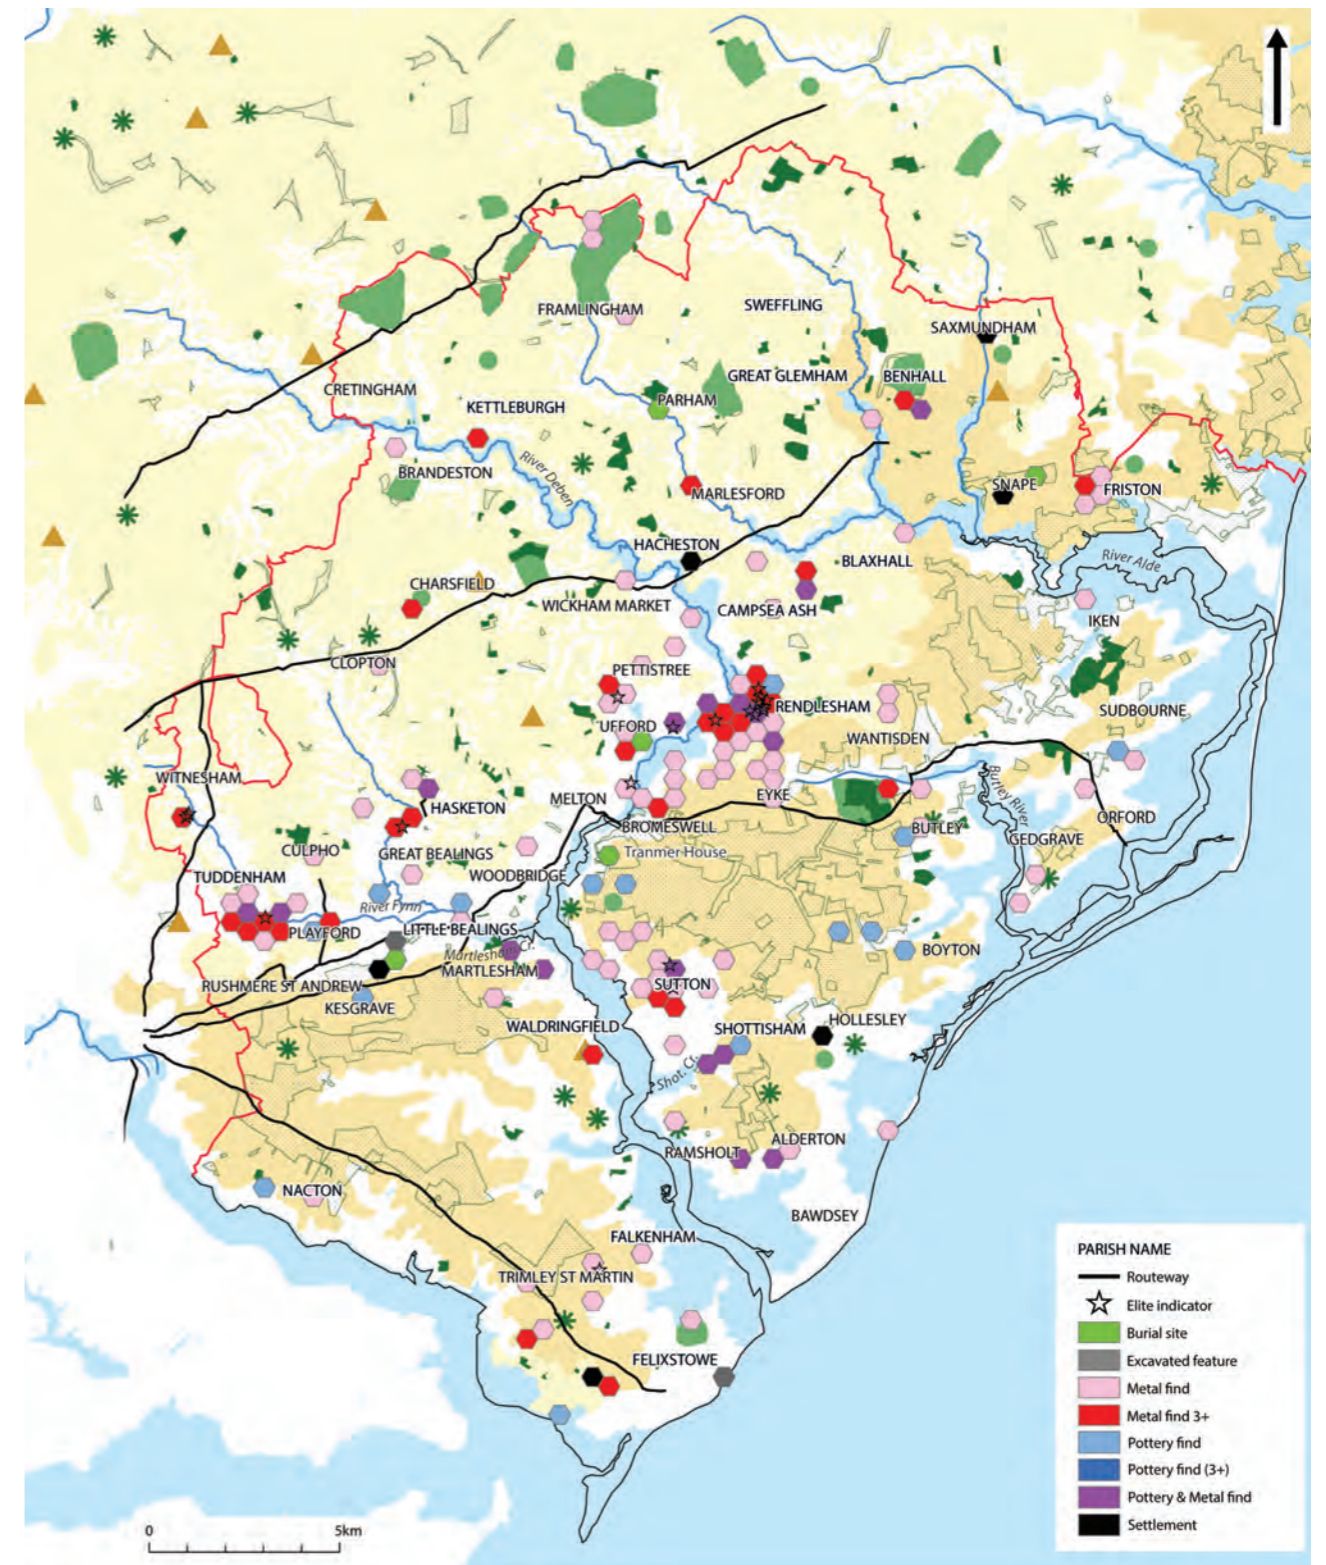 SWEFFLING
FRAMLINGHAM
SAXMUNDHAM
GREAT GLEMHAM
BENHALL
CRETINGHAM
PARHAM
KETTLEBURGH
River Deben
BRANDESTON
MARLESFORD
SNAPE
FRISTON
HACHESTON
BLAXHALL
River Alde
CHARSFIELD
WICKHAM MARKET
CAMPSEA ASH
IKEN
CLOPTON
PETTISTREE
RENDLESHAM
SUDBOURNE
UFFORD
WANTISDEN
WITNESHAM
Butley River
MELTON
EYKE
HASKETON
ORFORD
BROMESWELL
BUTLEY
GEDGRAVE
CULPHO
GREAT BEALINGS
Tranmer House
TUDDENHAM
WOODBRIDGE
River Fynn
PLAYFORD
LITTLE BEALINGS
BOYTON
Martlesham Cr.
MARTLESHAM
RUSHMERE ST ANDREW
SUTTON
KESGRAVE
WALDRINGFIELD
SHOTTISHAM
HOLLESLEY
Shot. Cr.
RAMSHOLT
ALDERTON
NACTON
BAWDSEY
FALKENHAM
TRIMLEY ST MARTIN
FELIXSTOWE
PARISH NAME
Routeway
Elite indicator
Burial site
Excavated feature
Metal find
Metal find 3+
Pottery find
Pottery find (3+)
Pottery & Metal find
Settlement
0 5km